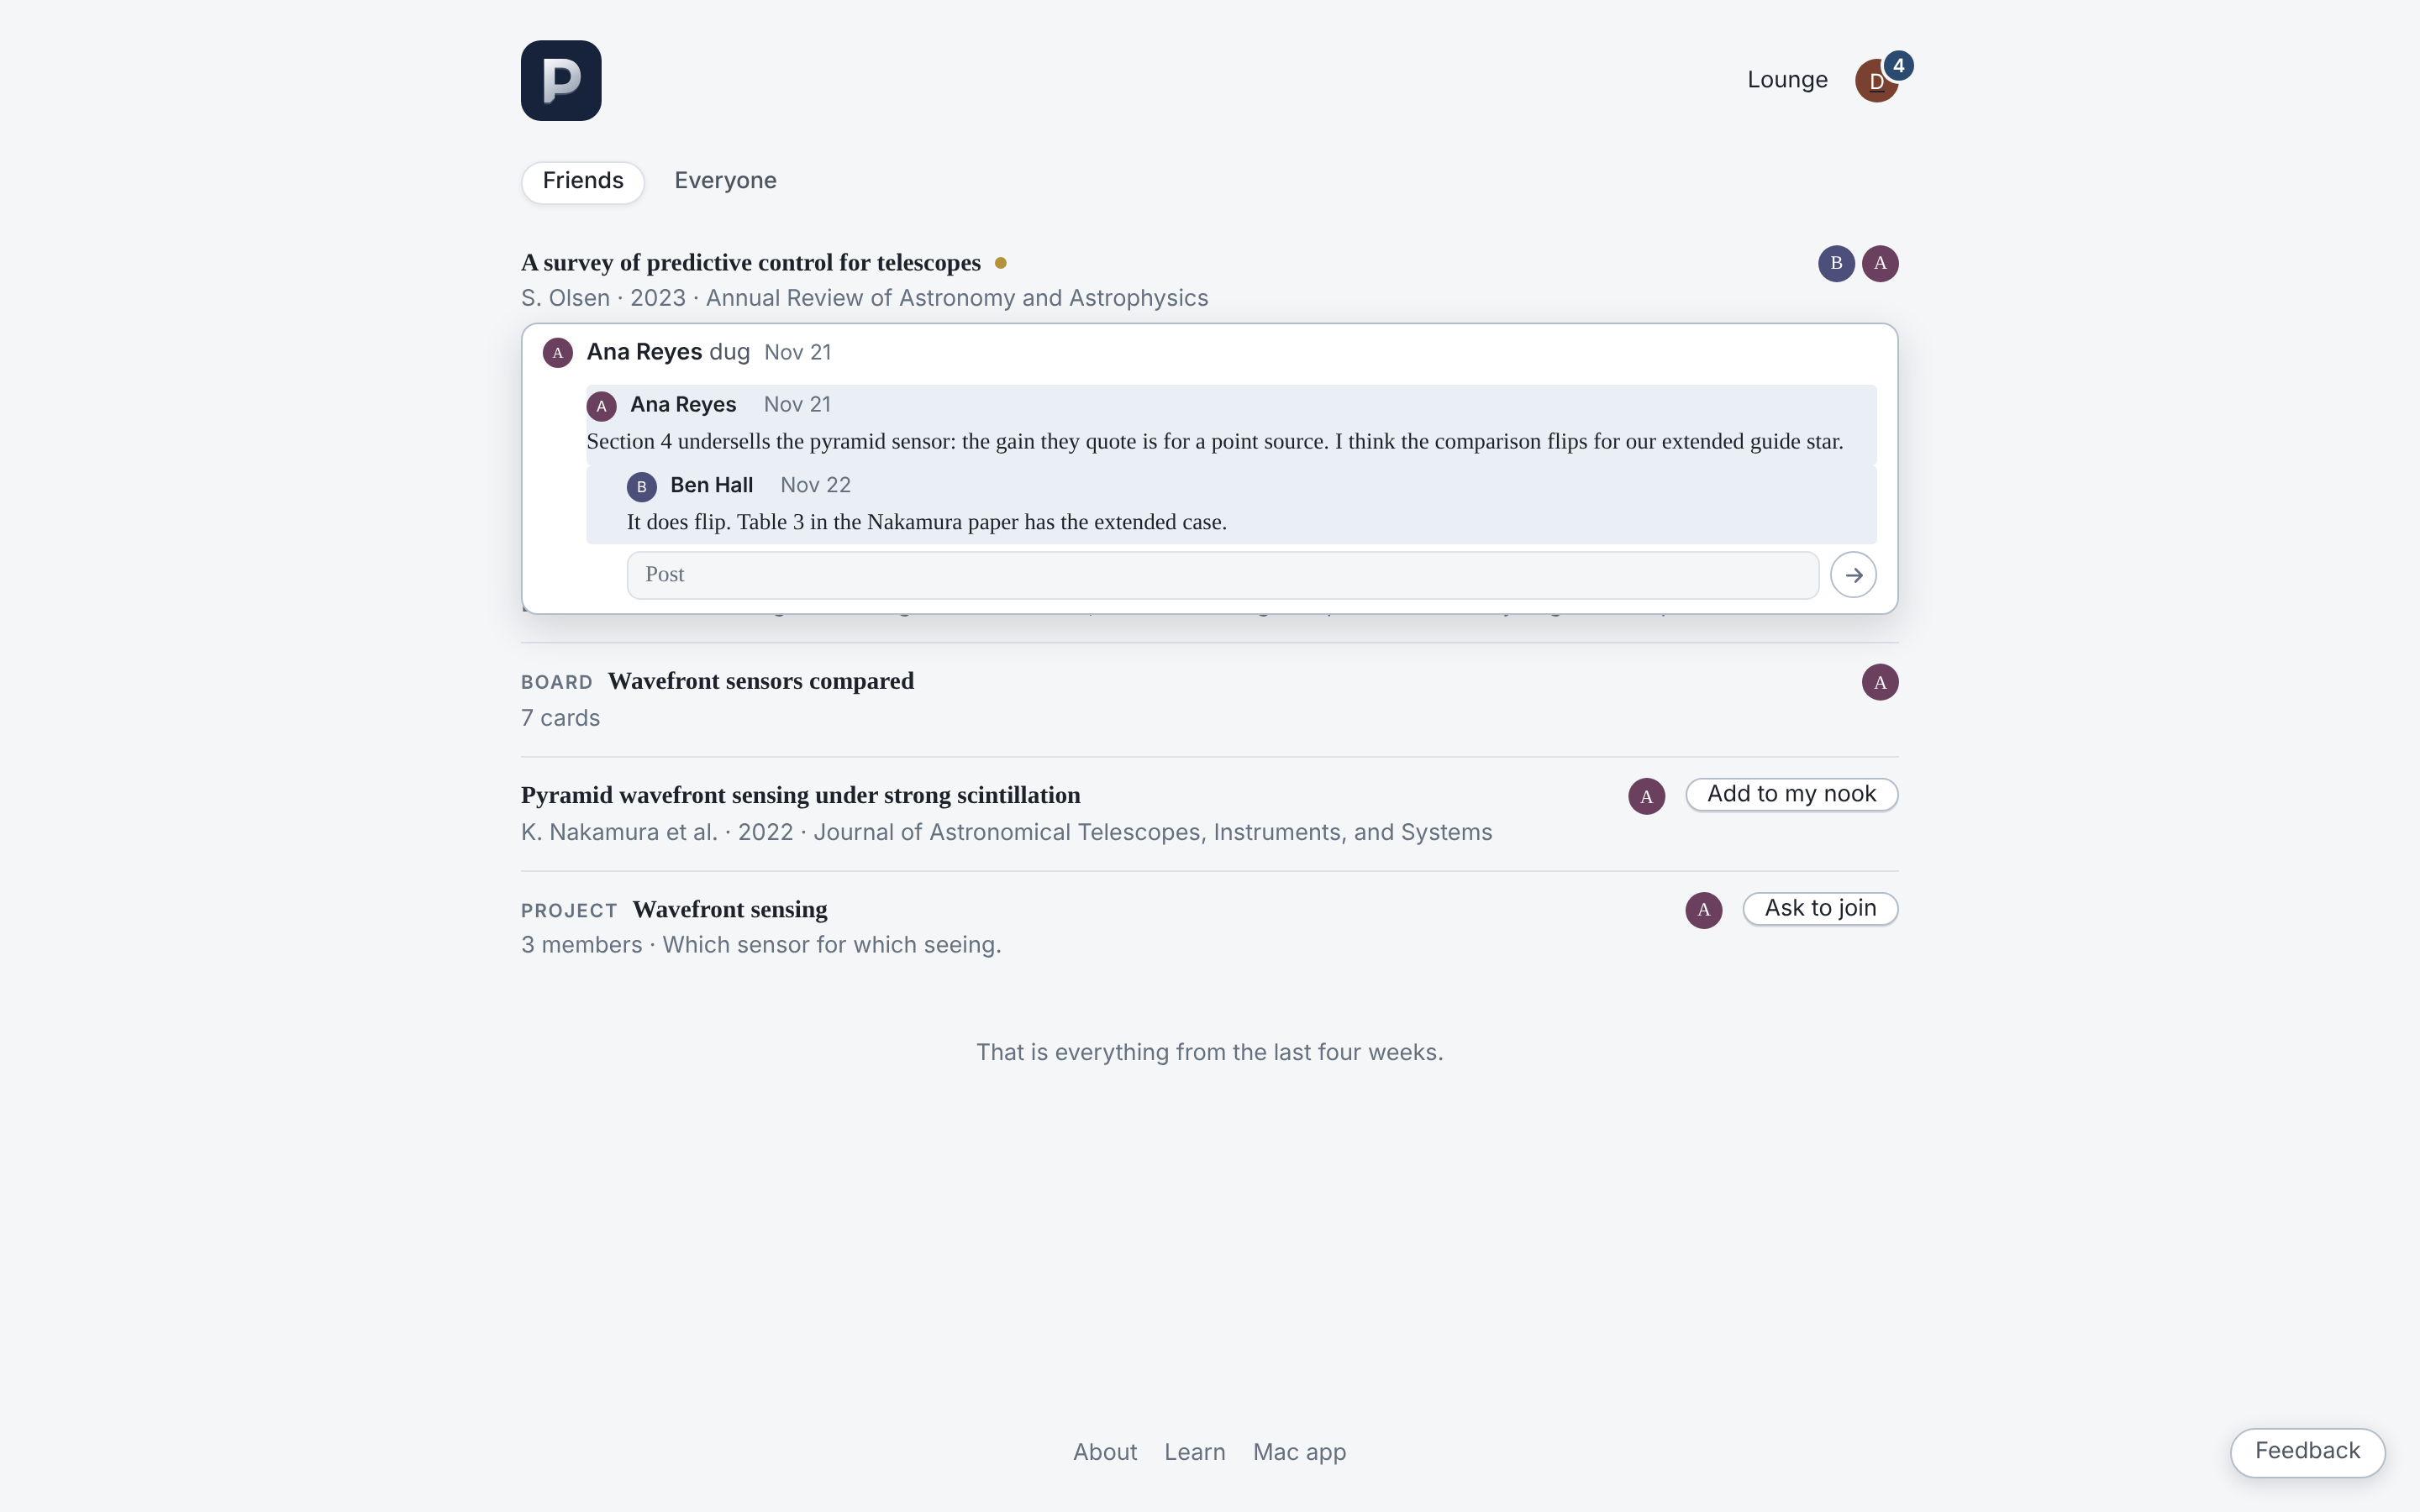 P
Lounge
D
4
Friends
Everyone
A survey of predictive control for telescopes
B
A
S. Olsen · 2023 · Annual Review of Astronomy and Astrophysics
A
Ana Reyes dug Nov 21
A
Ana Reyes Nov 21
Section 4 undersells the pyramid sensor: the gain they quote is for a point source. I think the comparison flips for our extended guide star.
B
Ben Hall Nov 22
It does flip. Table 3 in the Nakamura paper has the extended case.
Post
BOARD Wavefront sensors compared
A
7 cards
Pyramid wavefront sensing under strong scintillation
A
Add to my nook
K. Nakamura et al. · 2022 · Journal of Astronomical Telescopes, Instruments, and Systems
PROJECT Wavefront sensing
A
Ask to join
3 members · Which sensor for which seeing.
That is everything from the last four weeks.
About
Learn
Mac app
Feedback